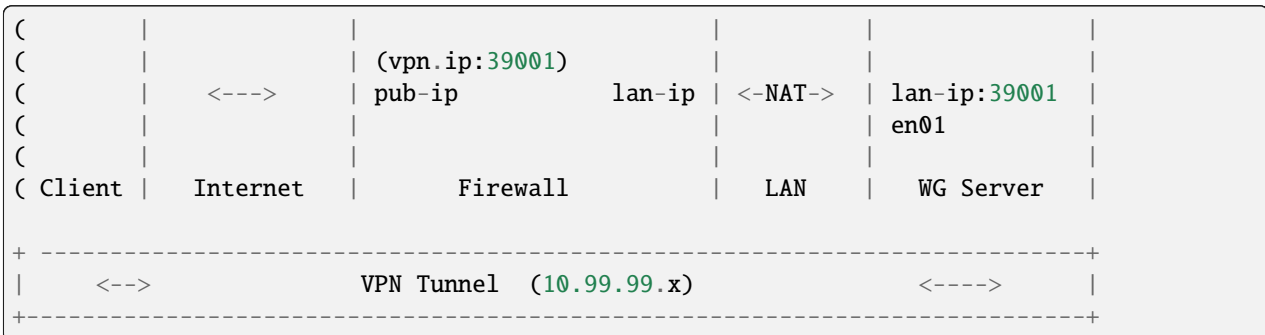 (        |              |                         |          |               |
(        |              | (vpn.ip:39001)          |          |               |
(        |    <--->     | pub-ip           lan-ip | <-NAT->  | lan-ip:39001  |
(        |              |                         |          | en01          |
(        |              |                         |          |               |
( Client |   Internet   |       Firewall          |   LAN    |   WG Server   |
+ --------------------------------------------------------------------------+
|     <-->               VPN Tunnel  (10.99.99.x)                <---->      |
+---------------------------------------------------------------------------+